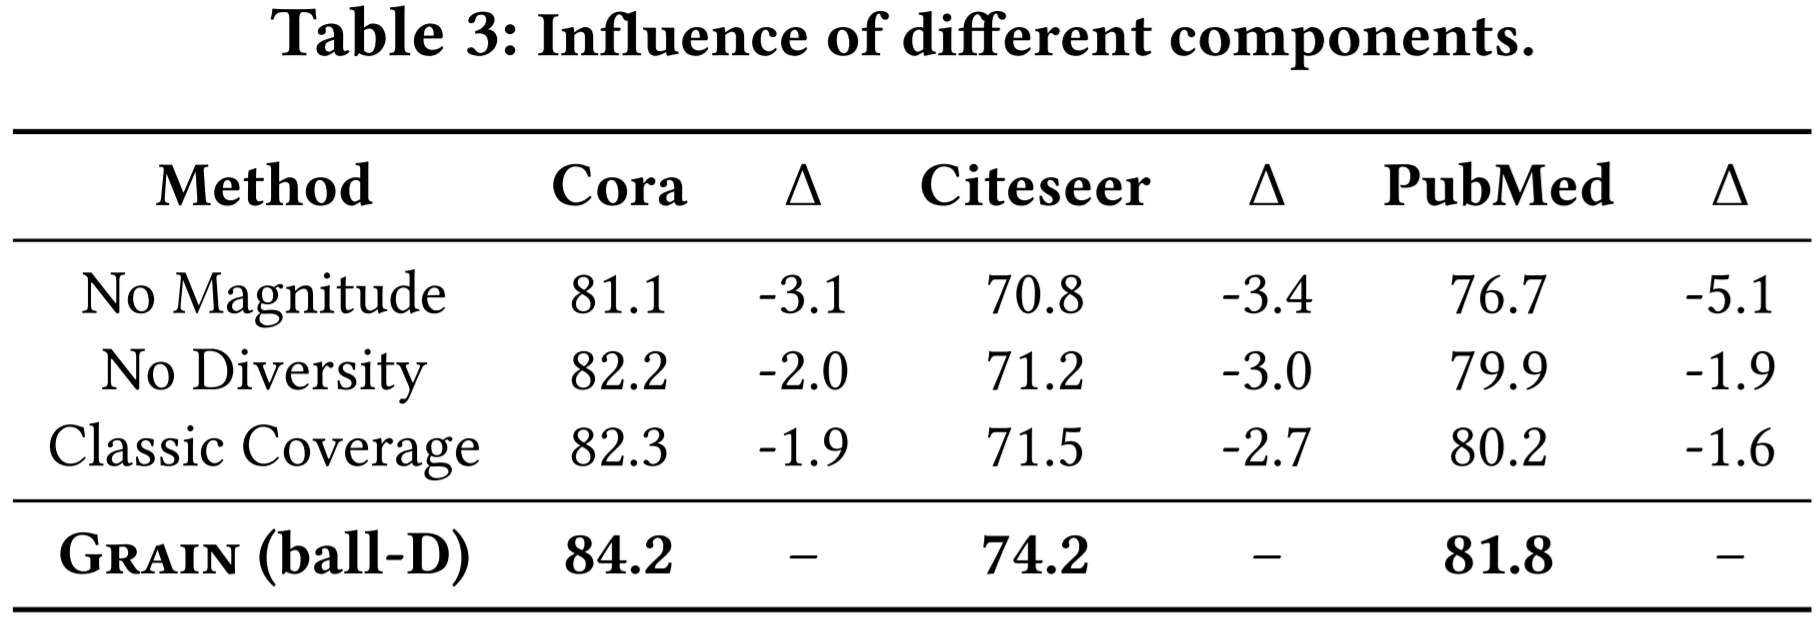 Table 3: Influence of different components.
Method Cora Δ Citeseer Δ PubMed Δ
No Magnitude 81.1 -3.1 70.8 -3.4 76.7 -5.1
No Diversity 82.2 -2.0 71.2 -3.0 79.9 -1.9
Classic Coverage 82.3 -1.9 71.5 -2.7 80.2 -1.6
Grain (ball-D) 84.2 – 74.2 – 81.8 –